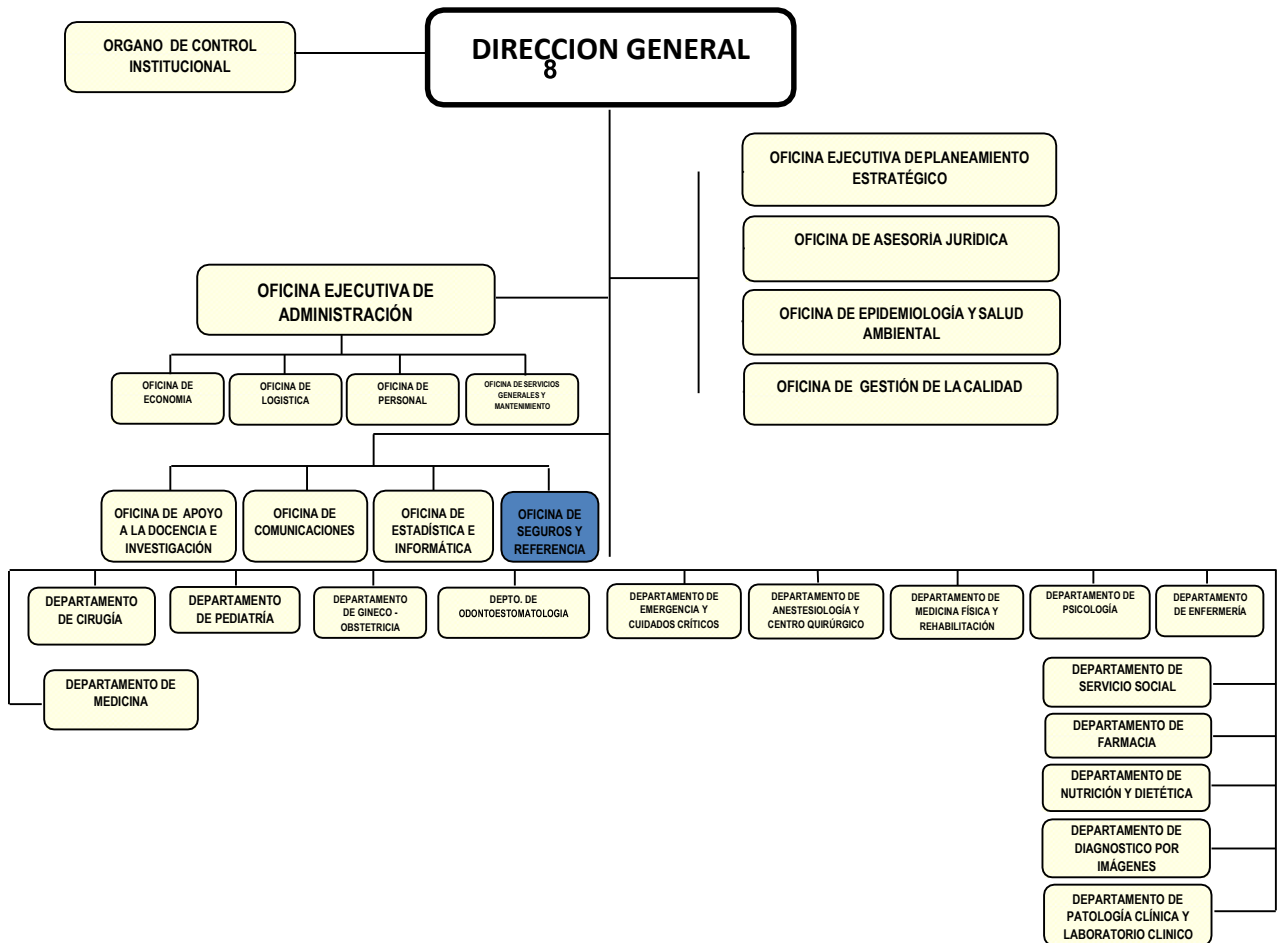 ORGANO DE CONTROL
INSTITUCIONAL
DIRECCION GENERAL
8
OFICINA EJECUTIVA DEPLANEAMIENTO
ESTRATÉGICO
OFICINA DE ASESORÍA JURÍDICA
OFICINA EJECUTIVA DE
ADMINISTRACIÓN
OFICINA DE EPIDEMIOLOGÍA Y SALUD
AMBIENTAL
OFICINA DE GESTIÓN DE LA CALIDAD
OFICINA DE
ECONOMIA
OFICINA DE
LOGISTICA
OFICINA DE
PERSONAL
OFICINA DE SERVICIOS
GENERALES Y
MANTENIMIENTO
OFICINA DE APOYO
A LA DOCENCIA E
INVESTIGACIÓN
OFICINA DE
COMUNICACIONES
OFICINA DE
ESTADÍSTICA E
INFORMÁTICA
OFICINA DE
SEGUROS Y
REFERENCIA
DEPARTAMENTO
DE CIRUGÍA
DEPARTAMENTO
DE PEDIATRÍA
DEPARTAMENTO
DE GINECO -
OBSTETRICIA
DEPTO. DE
ODONTOESTOMATOLOGIA
DEPARTAMENTO DE
EMERGENCIA Y
CUIDADOS CRÍTICOS
DEPARTAMENTO DE
ANESTESIOLOGÍA Y
CENTRO QUIRÚRGICO
DEPARTAMENTO DE
MEDICINA FÍSICA Y
REHABILITACIÓN
DEPARTAMENTO DE
PSICOLOGÍA
DEPARTAMENTO
DE ENFERMERÍA
DEPARTAMENTO DE
MEDICINA
DEPARTAMENTO DE
SERVICIO SOCIAL
DEPARTAMENTO DE
FARMACIA
DEPARTAMENTO DE
NUTRICIÓN Y DIETÉTICA
DEPARTAMENTO DE
DIAGNOSTICO POR
IMÁGENES
DEPARTAMENTO DE
PATOLOGÍA CLÍNICA Y
LABORATORIO CLINICO